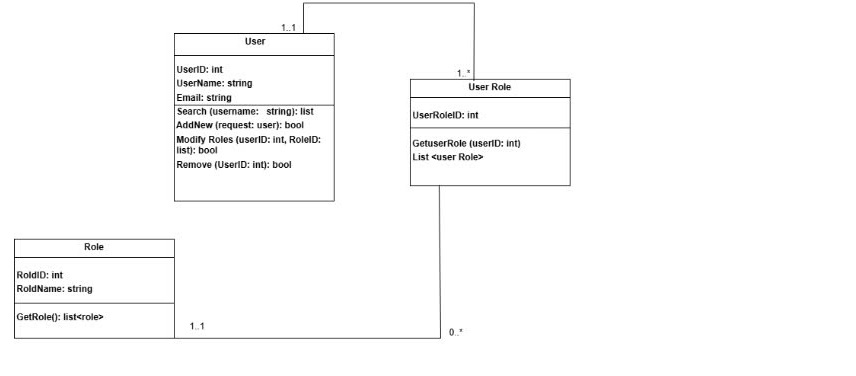 1..1
User
UserID: int
UserName: string
Email: string
Search (username: string): list
AddNew (request: user): bool
Modify Roles (userID: int, RoleID:
list): bool
Remove (UserID: int): bool
1..*
User Role
UserRoleID: int
GetuserRole (userID: int)
List <user Role>
Role
RoldID: int
RoldName: string
GetRole(): list<role>
1..1
0..*